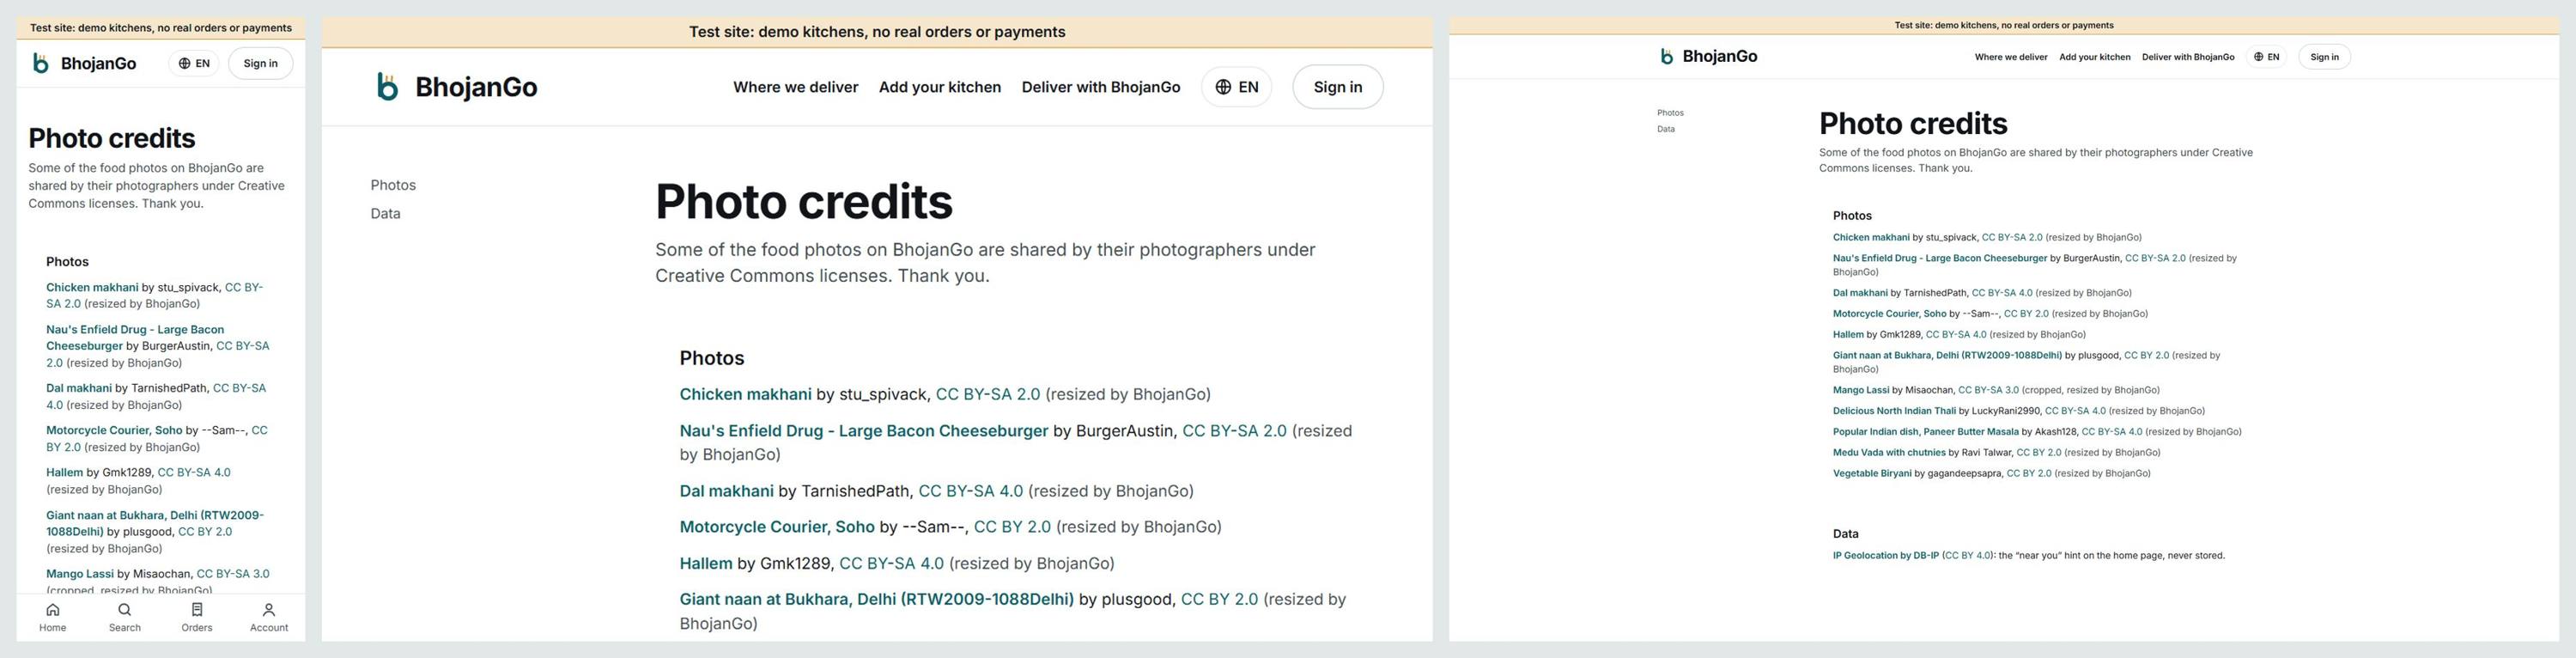 Test site: demo kitchens, no real orders or payments
BhojanGo
EN
Sign in
Photo credits
Some of the food photos on BhojanGo are
shared by their photographers under Creative
Commons licenses. Thank you.
Photos
Chicken makhani by stu_spivack, CC BY-
SA 2.0 (resized by BhojanGo)
Nau's Enfield Drug - Large Bacon
Cheeseburger by BurgerAustin, CC BY-SA
2.0 (resized by BhojanGo)
Dal makhani by TarnishedPath, CC BY-SA
4.0 (resized by BhojanGo)
Motorcycle Courier, Soho by --Sam--, CC
BY 2.0 (resized by BhojanGo)
Hallem by Gmk1289, CC BY-SA 4.0
(resized by BhojanGo)
Giant naan at Bukhara, Delhi (RTW2009-
1088Delhi) by plusgood, CC BY 2.0
(resized by BhojanGo)
Mango Lassi by Misaochan, CC BY-SA 3.0
(cropped, resized by BhojanGo)
Home
Search
Orders
Account
Test site: demo kitchens, no real orders or payments
BhojanGo
Where we deliver
Add your kitchen
Deliver with BhojanGo
EN
Sign in
Photos
Data
Photo credits
Some of the food photos on BhojanGo are shared by their photographers under
Creative Commons licenses. Thank you.
Photos
Chicken makhani by stu_spivack, CC BY-SA 2.0 (resized by BhojanGo)
Nau's Enfield Drug - Large Bacon Cheeseburger by BurgerAustin, CC BY-SA 2.0 (resized
by BhojanGo)
Dal makhani by TarnishedPath, CC BY-SA 4.0 (resized by BhojanGo)
Motorcycle Courier, Soho by --Sam--, CC BY 2.0 (resized by BhojanGo)
Hallem by Gmk1289, CC BY-SA 4.0 (resized by BhojanGo)
Giant naan at Bukhara, Delhi (RTW2009-1088Delhi) by plusgood, CC BY 2.0 (resized by
BhojanGo)
Test site: demo kitchens, no real orders or payments
BhojanGo
Where we deliver
Add your kitchen
Deliver with BhojanGo
EN
Sign in
Photos
Data
Photo credits
Some of the food photos on BhojanGo are shared by their photographers under Creative
Commons licenses. Thank you.
Photos
Chicken makhani by stu_spivack, CC BY-SA 2.0 (resized by BhojanGo)
Nau's Enfield Drug - Large Bacon Cheeseburger by BurgerAustin, CC BY-SA 2.0 (resized by
BhojanGo)
Dal makhani by TarnishedPath, CC BY-SA 4.0 (resized by BhojanGo)
Motorcycle Courier, Soho by --Sam--, CC BY 2.0 (resized by BhojanGo)
Hallem by Gmk1289, CC BY-SA 4.0 (resized by BhojanGo)
Giant naan at Bukhara, Delhi (RTW2009-1088Delhi) by plusgood, CC BY 2.0 (resized by
BhojanGo)
Mango Lassi by Misaochan, CC BY-SA 3.0 (cropped, resized by BhojanGo)
Delicious North Indian Thali by LuckyRani2990, CC BY-SA 4.0 (resized by BhojanGo)
Popular Indian dish, Paneer Butter Masala by Akash128, CC BY-SA 4.0 (resized by BhojanGo)
Medu Vada with chutnies by Ravi Talwar, CC BY 2.0 (resized by BhojanGo)
Vegetable Biryani by gagandeepsapra, CC BY 2.0 (resized by BhojanGo)
Data
IP Geolocation by DB-IP (CC BY 4.0): the “near you” hint on the home page, never stored.